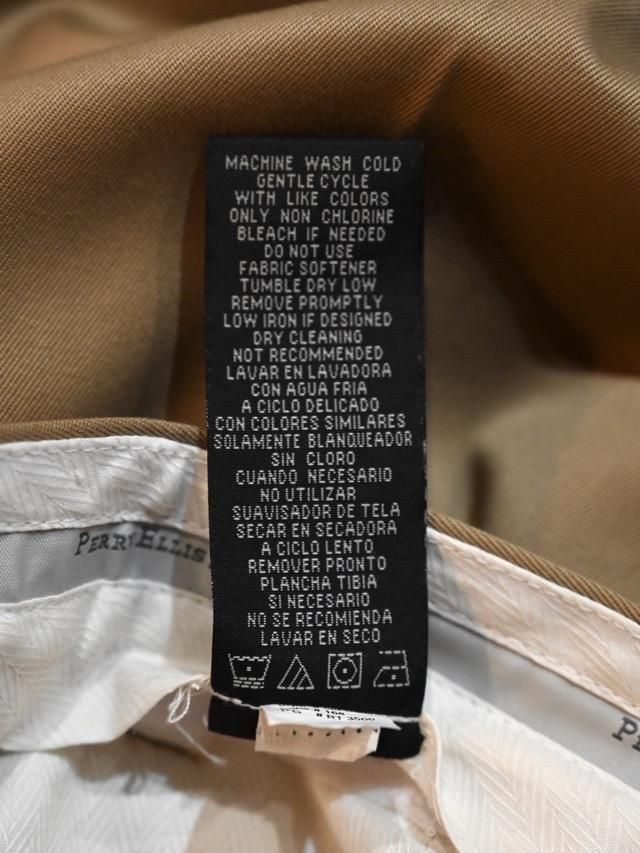 MACHINE WASH COLD
GENTLE CYCLE
WITH LIKE COLORS
ONLY NON CHLORINE
BLEACH IF NEEDED
DO NOT USE
FABRIC SOFTENER
TUMBLE DRY LOW
REMOVE PROMPTLY
LOW IRON IF DESIGNED
DRY CLEANING
NOT RECOMMENDED
LAVAR EN LAVADORA
CON AGUA FRIA
A CICLO DELICADO
CON COLORES SIMILARES
SOLAMENTE BLANQUEADOR
SIN CLORO
CUANDO NECESARIO
NO UTILIZAR
SUAVISADOR DE TELA
SECAR EN SECADORA
A CICLO LENTO
REMOVER PRONTO
PLANCHA TIBIA
SI NECESARIO
NO SE RECOMIENDA
LAVAR EN SECO
PERRY ELLIS
# RT 3500